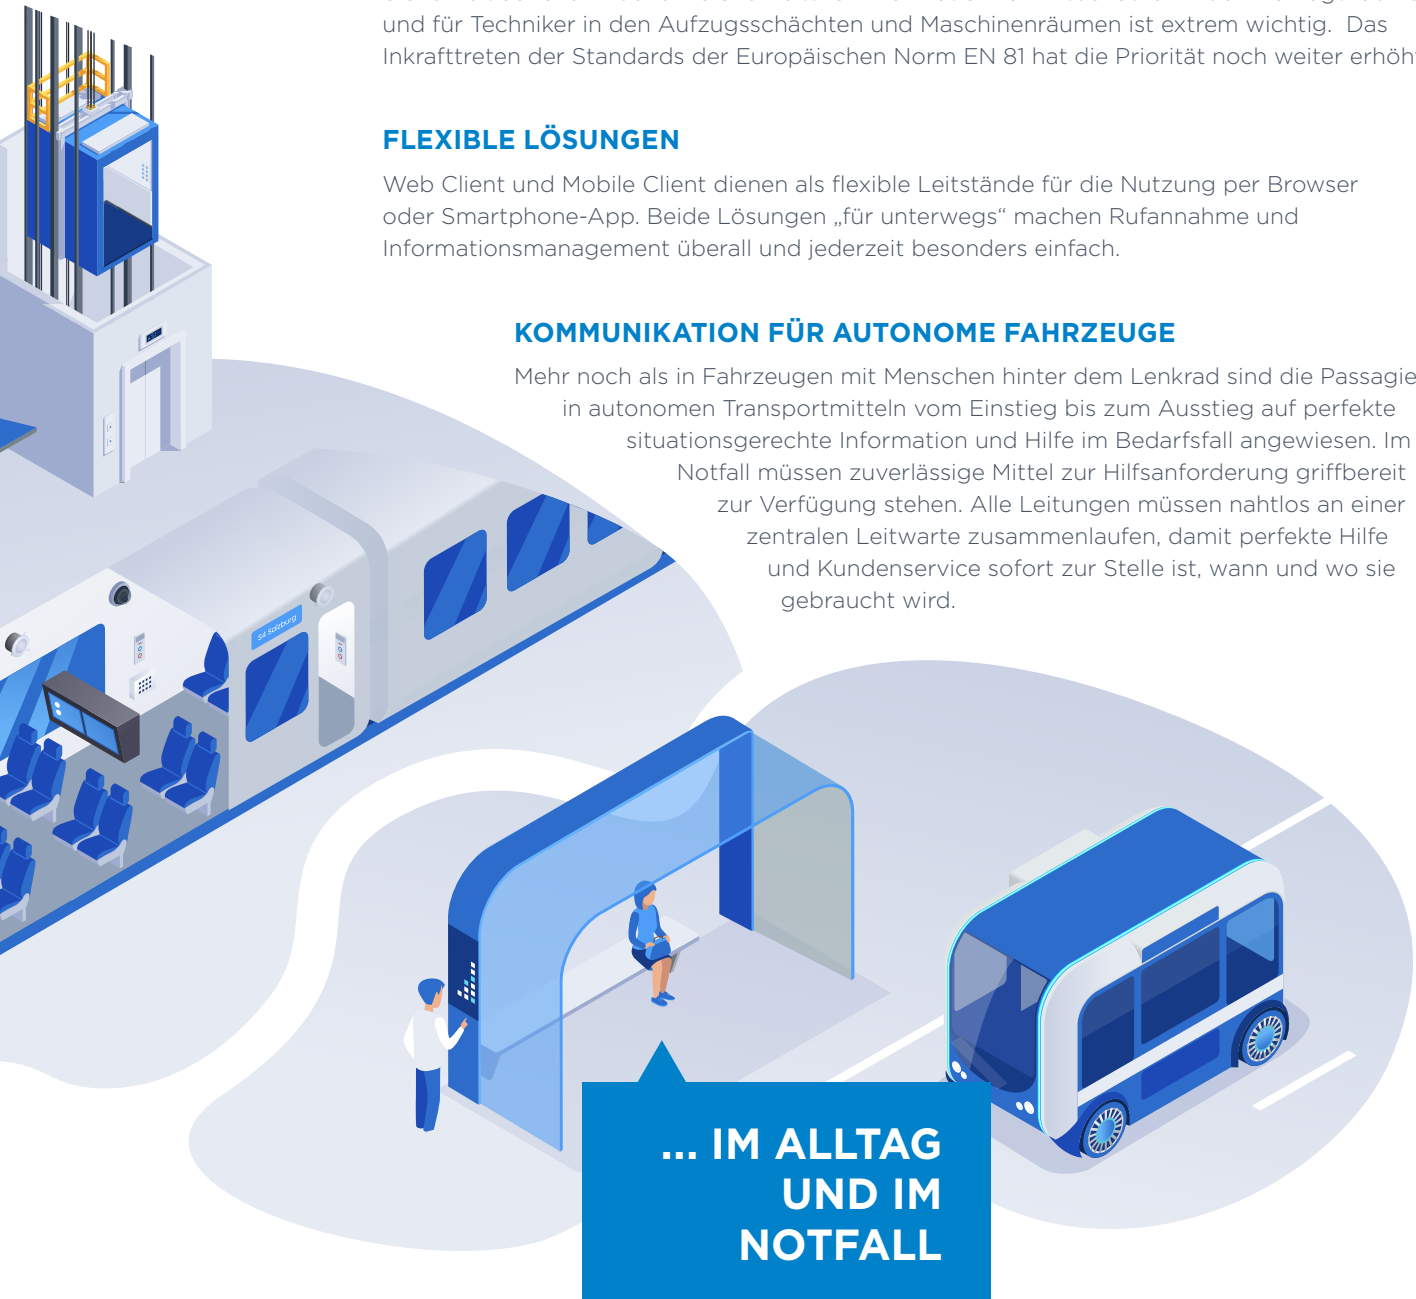 und für Techniker in den Aufzugsschächten und Maschinenräumen ist extrem wichtig.  Das
Inkrafttreten der Standards der Europäischen Norm EN 81 hat die Priorität noch weiter erhöht
FLEXIBLE LÖSUNGEN
Web Client und Mobile Client dienen als flexible Leitstände für die Nutzung per Browser
oder Smartphone-App. Beide Lösungen „für unterwegs“ machen Rufannahme und
Informationsmanagement überall und jederzeit besonders einfach.
KOMMUNIKATION FÜR AUTONOME FAHRZEUGE
Mehr noch als in Fahrzeugen mit Menschen hinter dem Lenkrad sind die Passagie
in autonomen Transportmitteln vom Einstieg bis zum Ausstieg auf perfekte
situationsgerechte Information und Hilfe im Bedarfsfall angewiesen. Im
Notfall müssen zuverlässige Mittel zur Hilfsanforderung griffbereit
zur Verfügung stehen. Alle Leitungen müssen nahtlos an einer
zentralen Leitwarte zusammenlaufen, damit perfekte Hilfe
und Kundenservice sofort zur Stelle ist, wann und wo sie
gebraucht wird.
S4 Salzburg
... IM ALLTAG
UND IM
NOTFALL